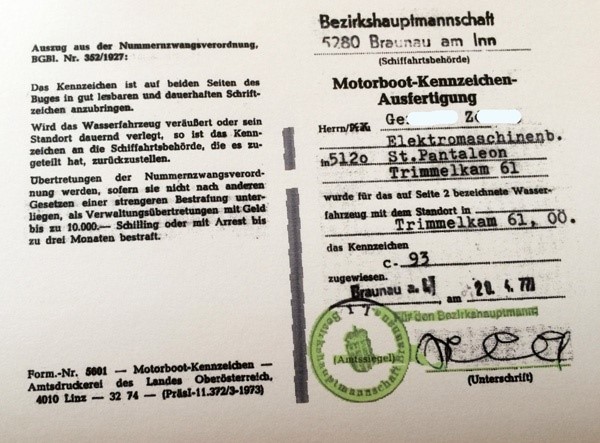 Auszug aus der Nummernzwangsverordnung,
BGBl. Nr. 352/1927:
Das Kennzeichen ist auf beiden Seiten des
Buges in gut lesbaren und dauerhaften Schrift-
zeichen anzubringen.
Wird das Wasserfahrzeug veräußert oder sein
Standort dauernd verlegt, so ist das Kenn-
zeichen an die Schiffahrtsbehörde, die es zu-
geteilt hat, zurückzustellen.
Übertretungen der Nummernzwangsverord-
nung werden, sofern sie nicht nach anderen
Gesetzen einer strengeren Bestrafung unter-
liegen, als Verwaltungsübertretungen mit Geld
bis zu 10.000.— Schilling oder mit Arrest bis
zu drei Monaten bestraft.
Form.-Nr. 5601 — Motorboot-Kennzeichen —
Amtsdruckerei des Landes Oberösterreich,
4010 Linz — 32 74 — (PräsI-11.372/3-1973)
Bezirkshauptmannschaft
5280 Braunau am Inn
(Schiffahrtsbehörde)
Motorboot-Kennzeichen-
Ausfertigung
Herrn/ Ge Z
Elektromaschinenb.
in 5120 St.Pantaleon
Trimmelkam 61
wurde für das auf Seite 2 bezeichnete Wasser-
fahrzeug mit dem Standort in
Trimmelkam 61, OÖ.
das Kennzeichen
C- 93
zugewiesen.
Braunau a. I, am 20. 4. 77
Für den Bezirkshauptmann:
Bezirkshauptmannschaft Braunau
(Amtssiegel)
(Unterschrift)